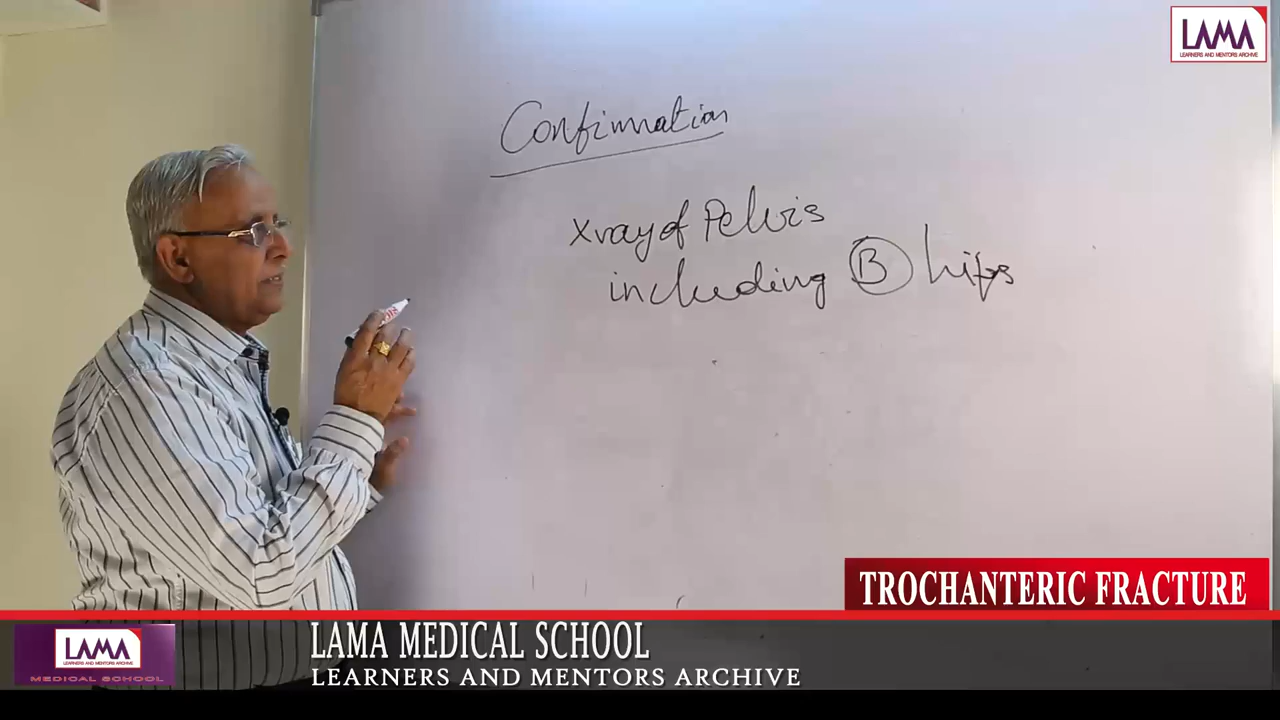 LAMA
LEARNERS AND MENTORS ARCHIVE
Confirmation
Xray of Pelvis
including B hips
TROCHANTERIC FRACTURE
LAMA
LEARNERS AND MENTORS ARCHIVE
MEDICAL SCHOOL
LAMA MEDICAL SCHOOL
LEARNERS AND MENTORS ARCHIVE